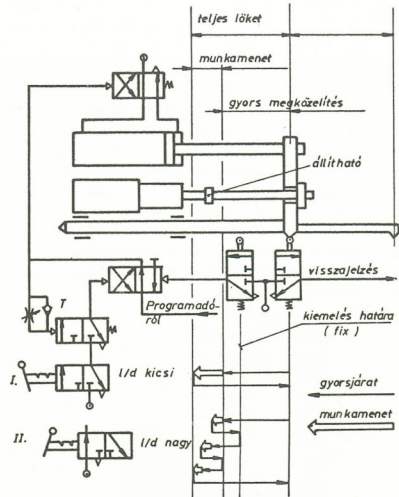 teljes löket
munkamenet
gyors megközelítés
állítható
visszajelzés
Programadó-
ról
T
kiemelés határa
( fix )
I.
l/d kicsi
gyorsjárat
munkamenet
II.
l/d nagy